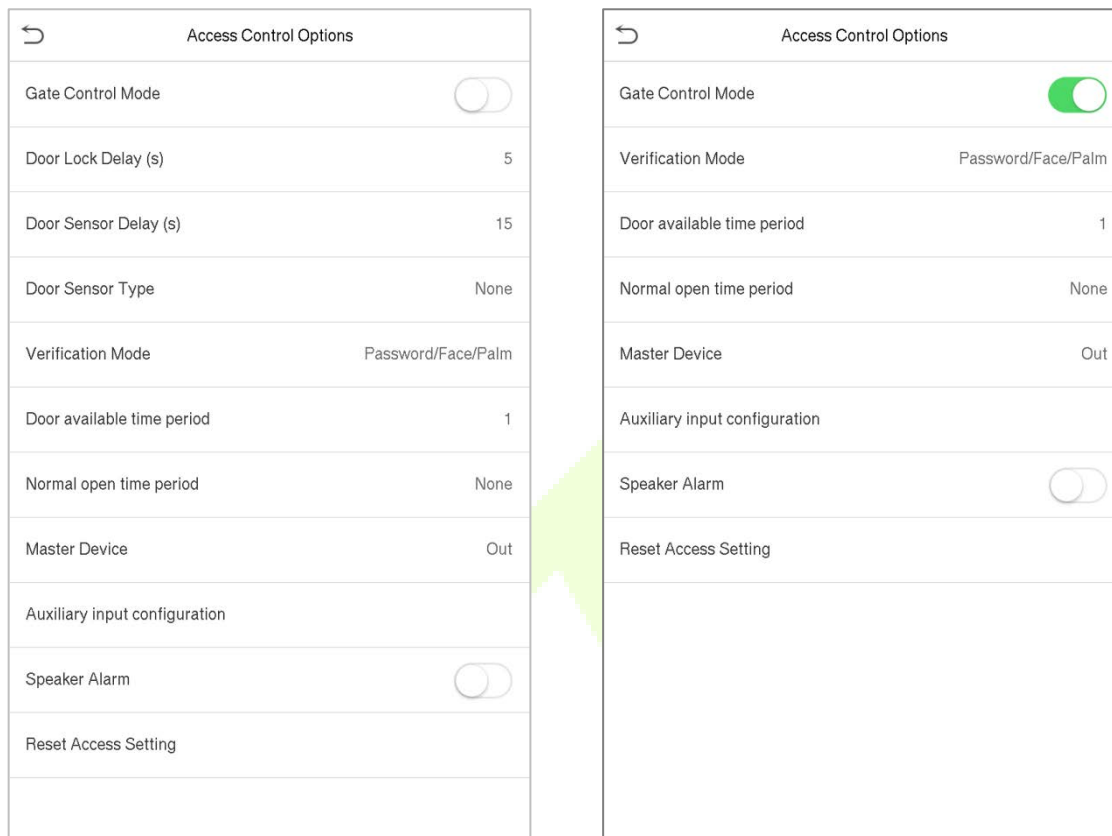 Access Control Options
Gate Control Mode
Door Lock Delay (s) 5
Door Sensor Delay (s) 15
Door Sensor Type None
Verification Mode Password/Face/Palm
Door available time period 1
Normal open time period None
Master Device Out
Auxiliary input configuration
Speaker Alarm
Reset Access Setting
Access Control Options
Gate Control Mode
Verification Mode Password/Face/Palm
Door available time period 1
Normal open time period None
Master Device Out
Auxiliary input configuration
Speaker Alarm
Reset Access Setting